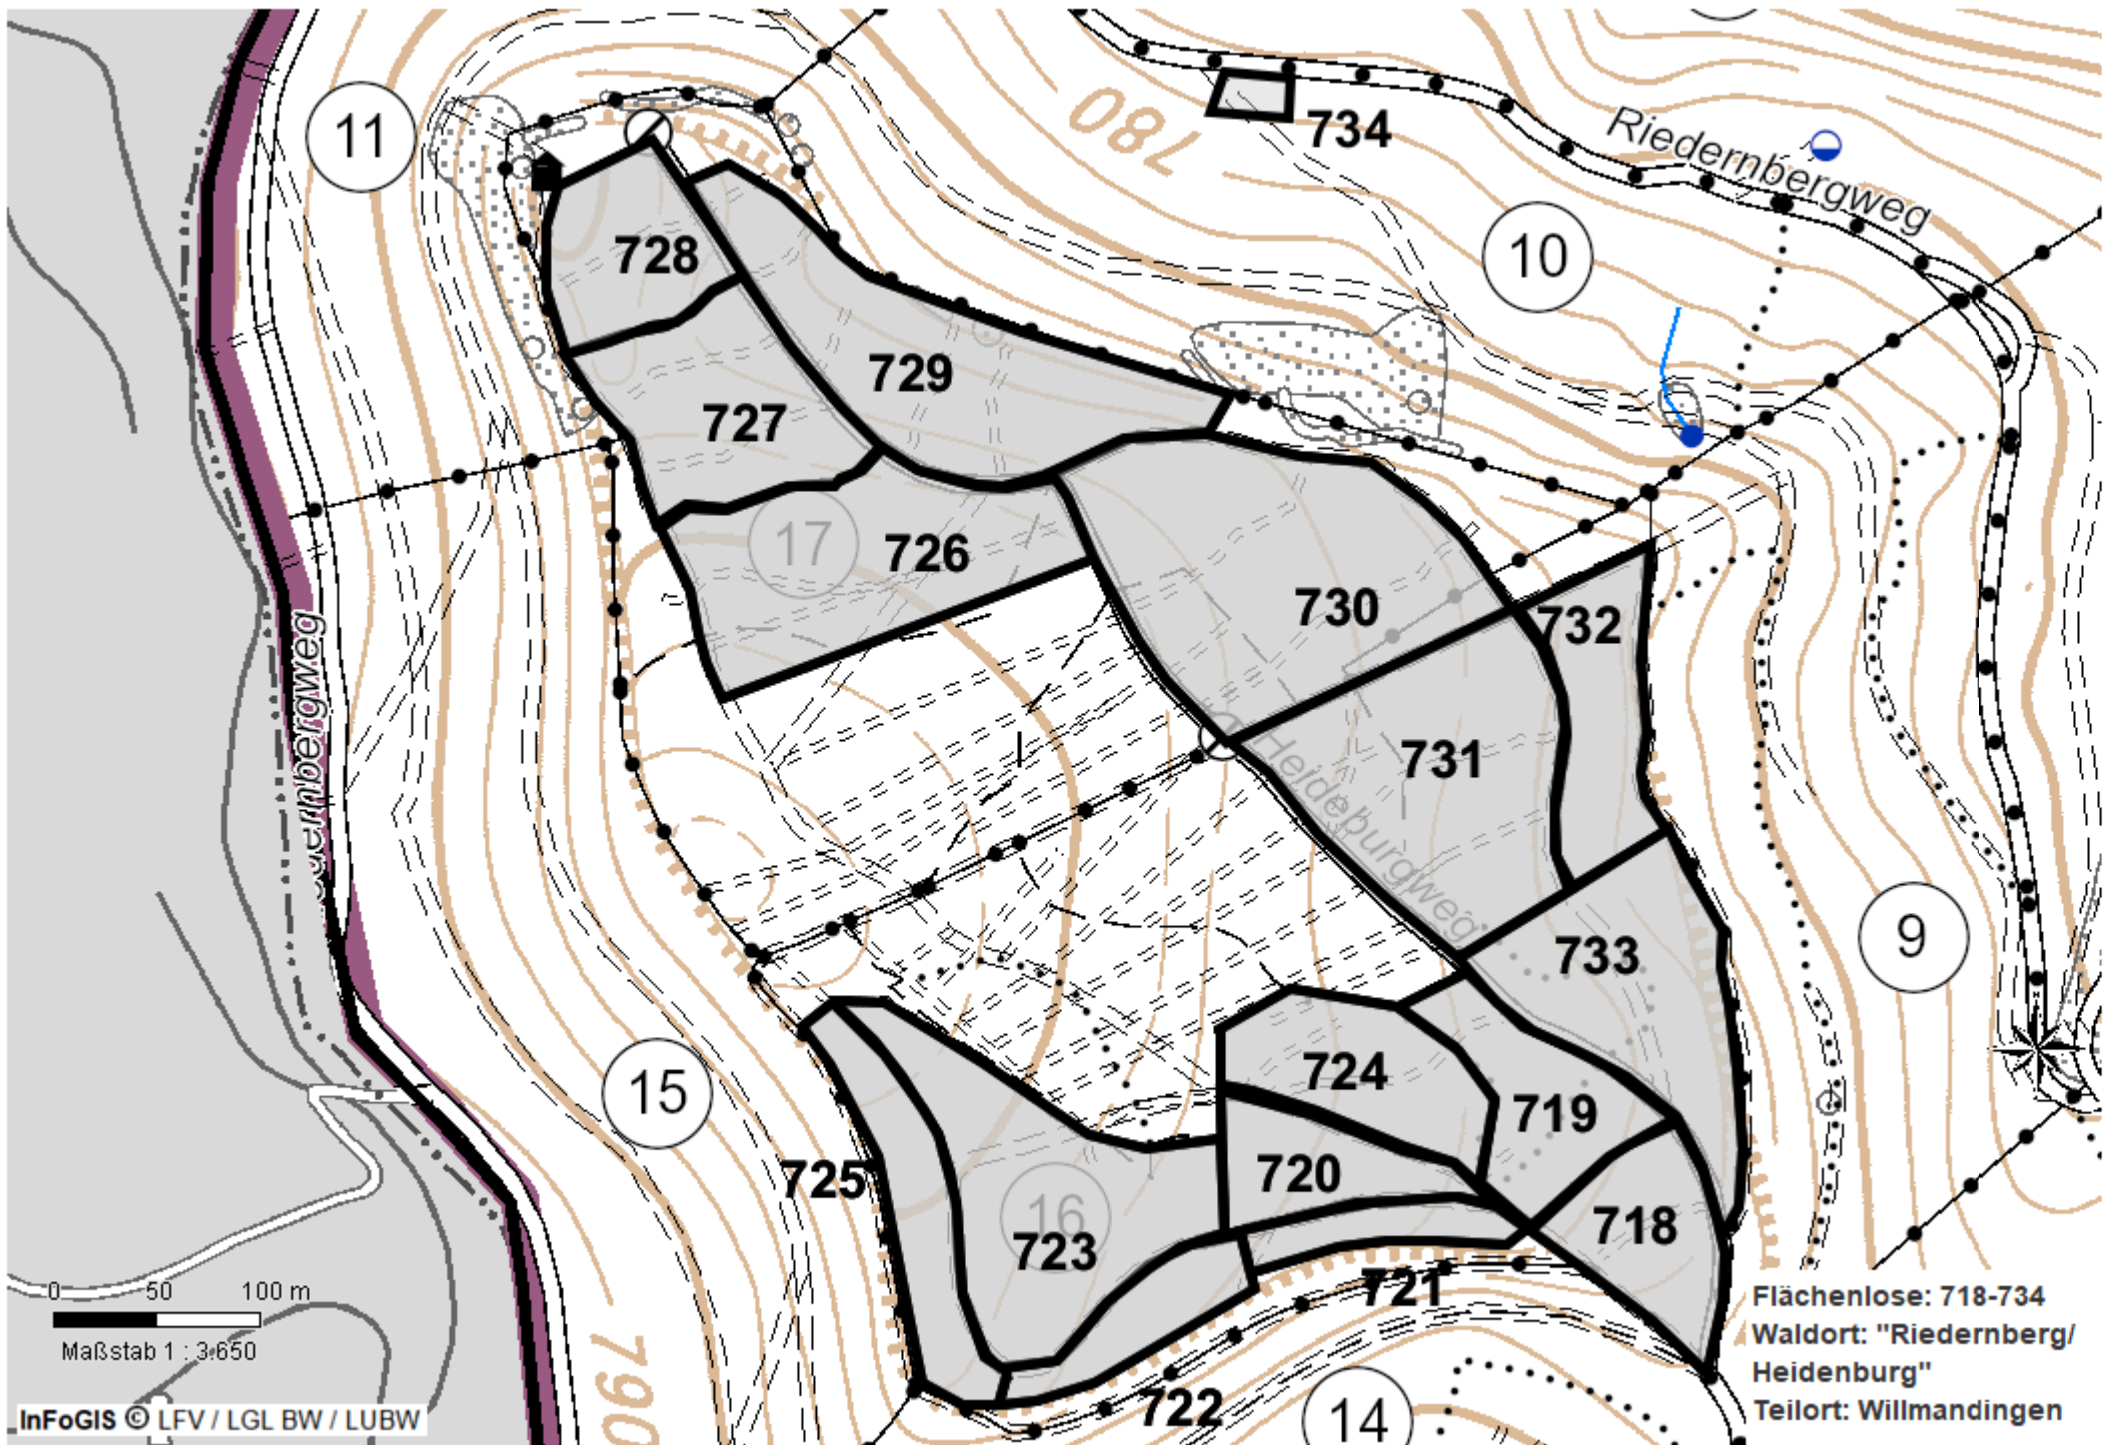 11
780
734
Riedernbergweg
10
728
729
727
17
726
730
732
731
Heideburgweg
733
9
724
719
15
725
720
718
16
723
721
722
14
790
0 50 100 m
Maßstab 1 : 3.650
InFoGIS © LFV / LGL BW / LUBW
Flächenlose: 718-734
Waldort: "Riedernberg/
Heidenburg"
Teilort: Willmandingen